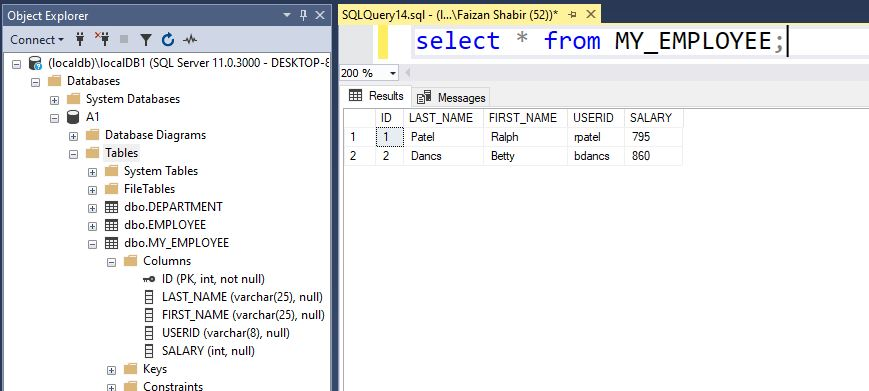 Object Explorer
Connect
(localdb)\localDB1 (SQL Server 11.0.3000 - DESKTOP-8
Databases
System Databases
A1
Database Diagrams
Tables
System Tables
FileTables
dbo.DEPARTMENT
dbo.EMPLOYEE
dbo.MY_EMPLOYEE
Columns
ID (PK, int, not null)
LAST_NAME (varchar(25), null)
FIRST_NAME (varchar(25), null)
USERID (varchar(8), null)
SALARY (int, null)
Keys
Constraints
SQLQuery14.sql - (l...\Faizan Shabir (52))*
select * from MY_EMPLOYEE;
200 %
Results Messages
ID LAST_NAME FIRST_NAME USERID SALARY
1 1 Patel Ralph rpatel 795
2 2 Dancs Betty bdancs 860